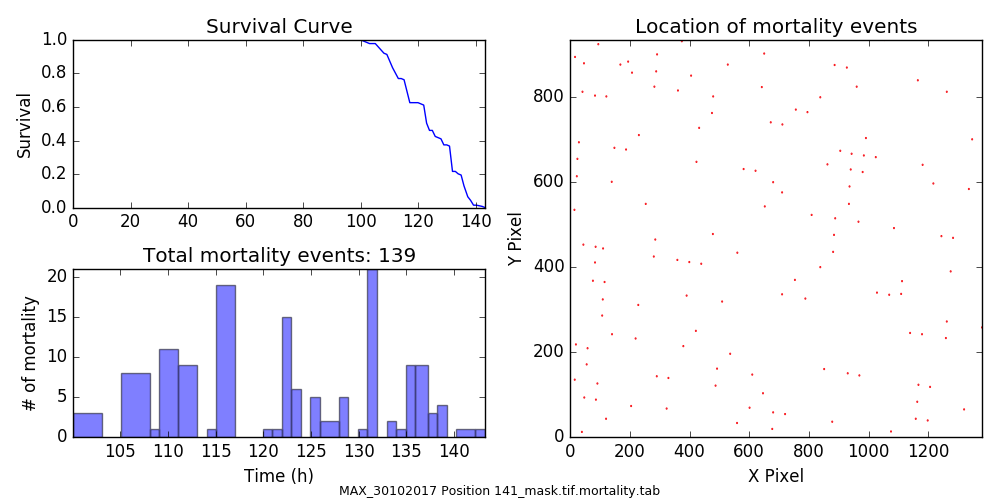 Survival Curve
1.0
0.8
0.6
0.4
0.2
0.0
Survival
0 20 40 60 80 100 120 140
Total mortality events: 139
20
15
10
5
0
# of mortality
105 110 115 120 125 130 135 140
Time (h)
Location of mortality events
800
600
400
200
0
Y Pixel
0 200 400 600 800 1000 1200
X Pixel
MAX_30102017 Position 141_mask.tif.mortality.tab